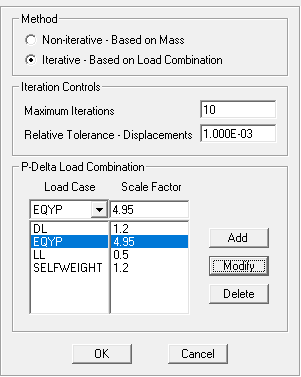 Method
Non-iterative - Based on Mass
Iterative - Based on Load Combination
Iteration Controls
Maximum Iterations 10
Relative Tolerance - Displacements 1.000E-03
P-Delta Load Combination
Load Case Scale Factor
EQYP 4.95
DL 1.2
EQYP 4.95
LL 0.5
SELFWEIGHT 1.2
Add
Modify
Delete
OK Cancel